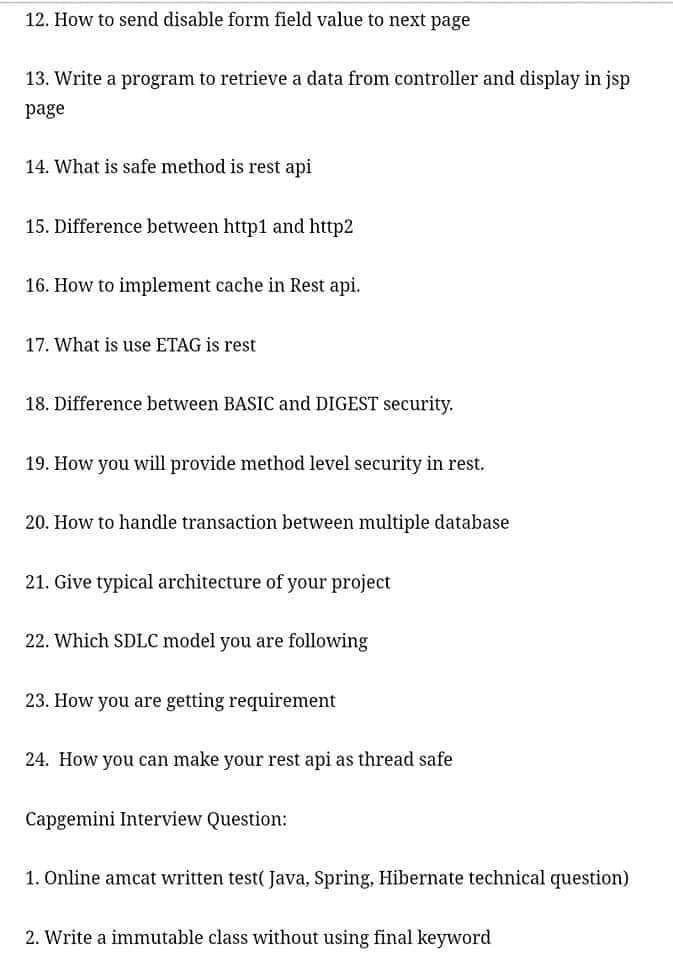 12. How to send disable form field value to next page
13. Write a program to retrieve a data from controller and display in jsp
page
14. What is safe method is rest api
15. Difference between http1 and http2
16. How to implement cache in Rest api.
17. What is use ETAG is rest
18. Difference between BASIC and DIGEST security.
19. How you will provide method level security in rest.
20. How to handle transaction between multiple database
21. Give typical architecture of your project
22. Which SDLC model you are following
23. How you are getting requirement
24.  How you can make your rest api as thread safe
Capgemini Interview Question:
1. Online amcat written test( Java, Spring, Hibernate technical question)
2. Write a immutable class without using final keyword